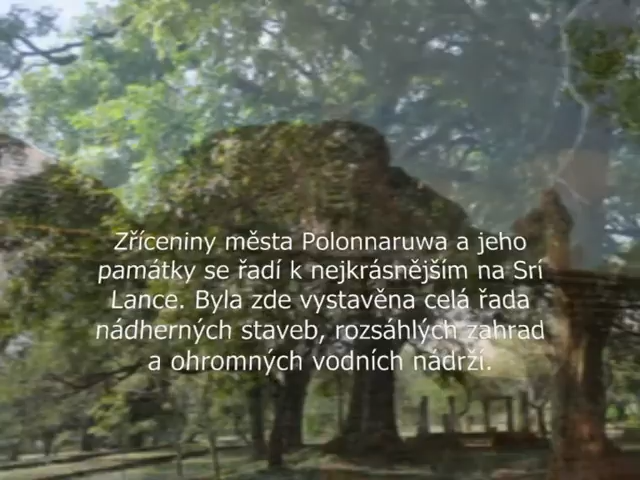 Zříceniny města Polonnaruwa a jeho
památky se řadí k nejkrásnějším na Srí
Lance. Byla zde vystavěna celá řada
nádherných staveb, rozsáhlých zahrad
a ohromných vodních nádrží.